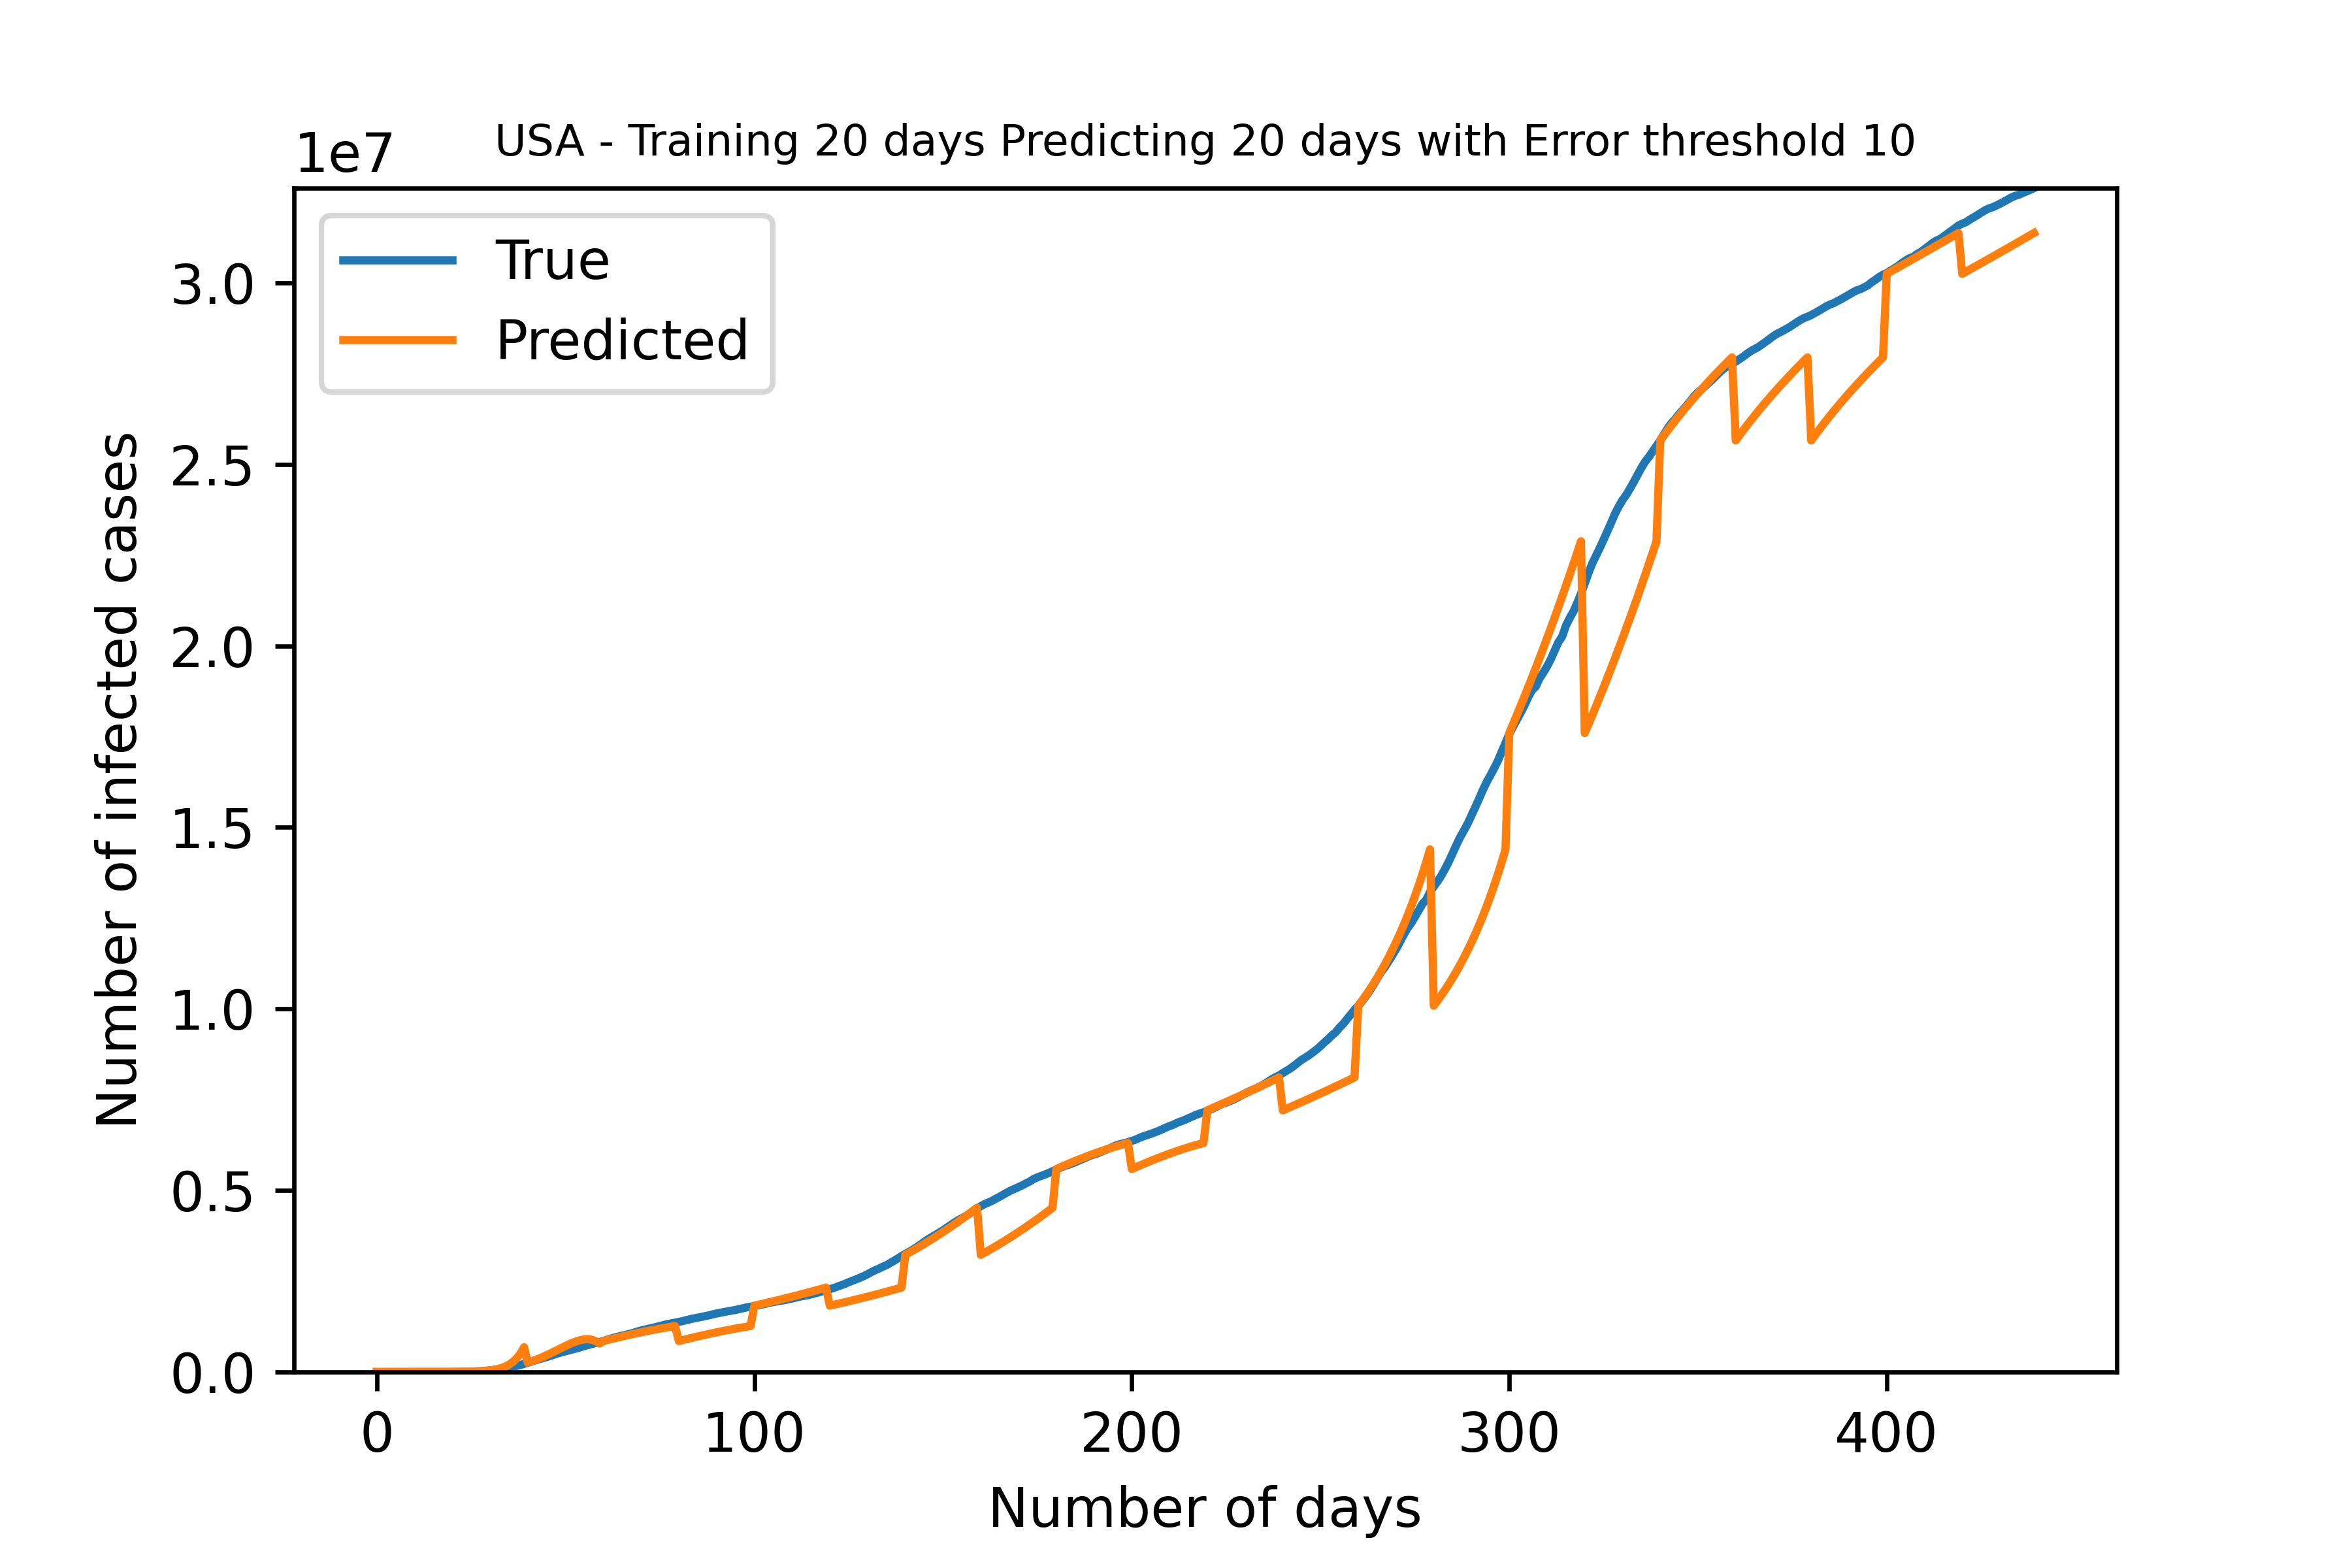 USA - Training 20 days Predicting 20 days with Error threshold 10
1e7
True
Predicted
3.0
2.5
2.0
1.5
1.0
0.5
0.0
Number of infected cases
0 100 200 300 400
Number of days